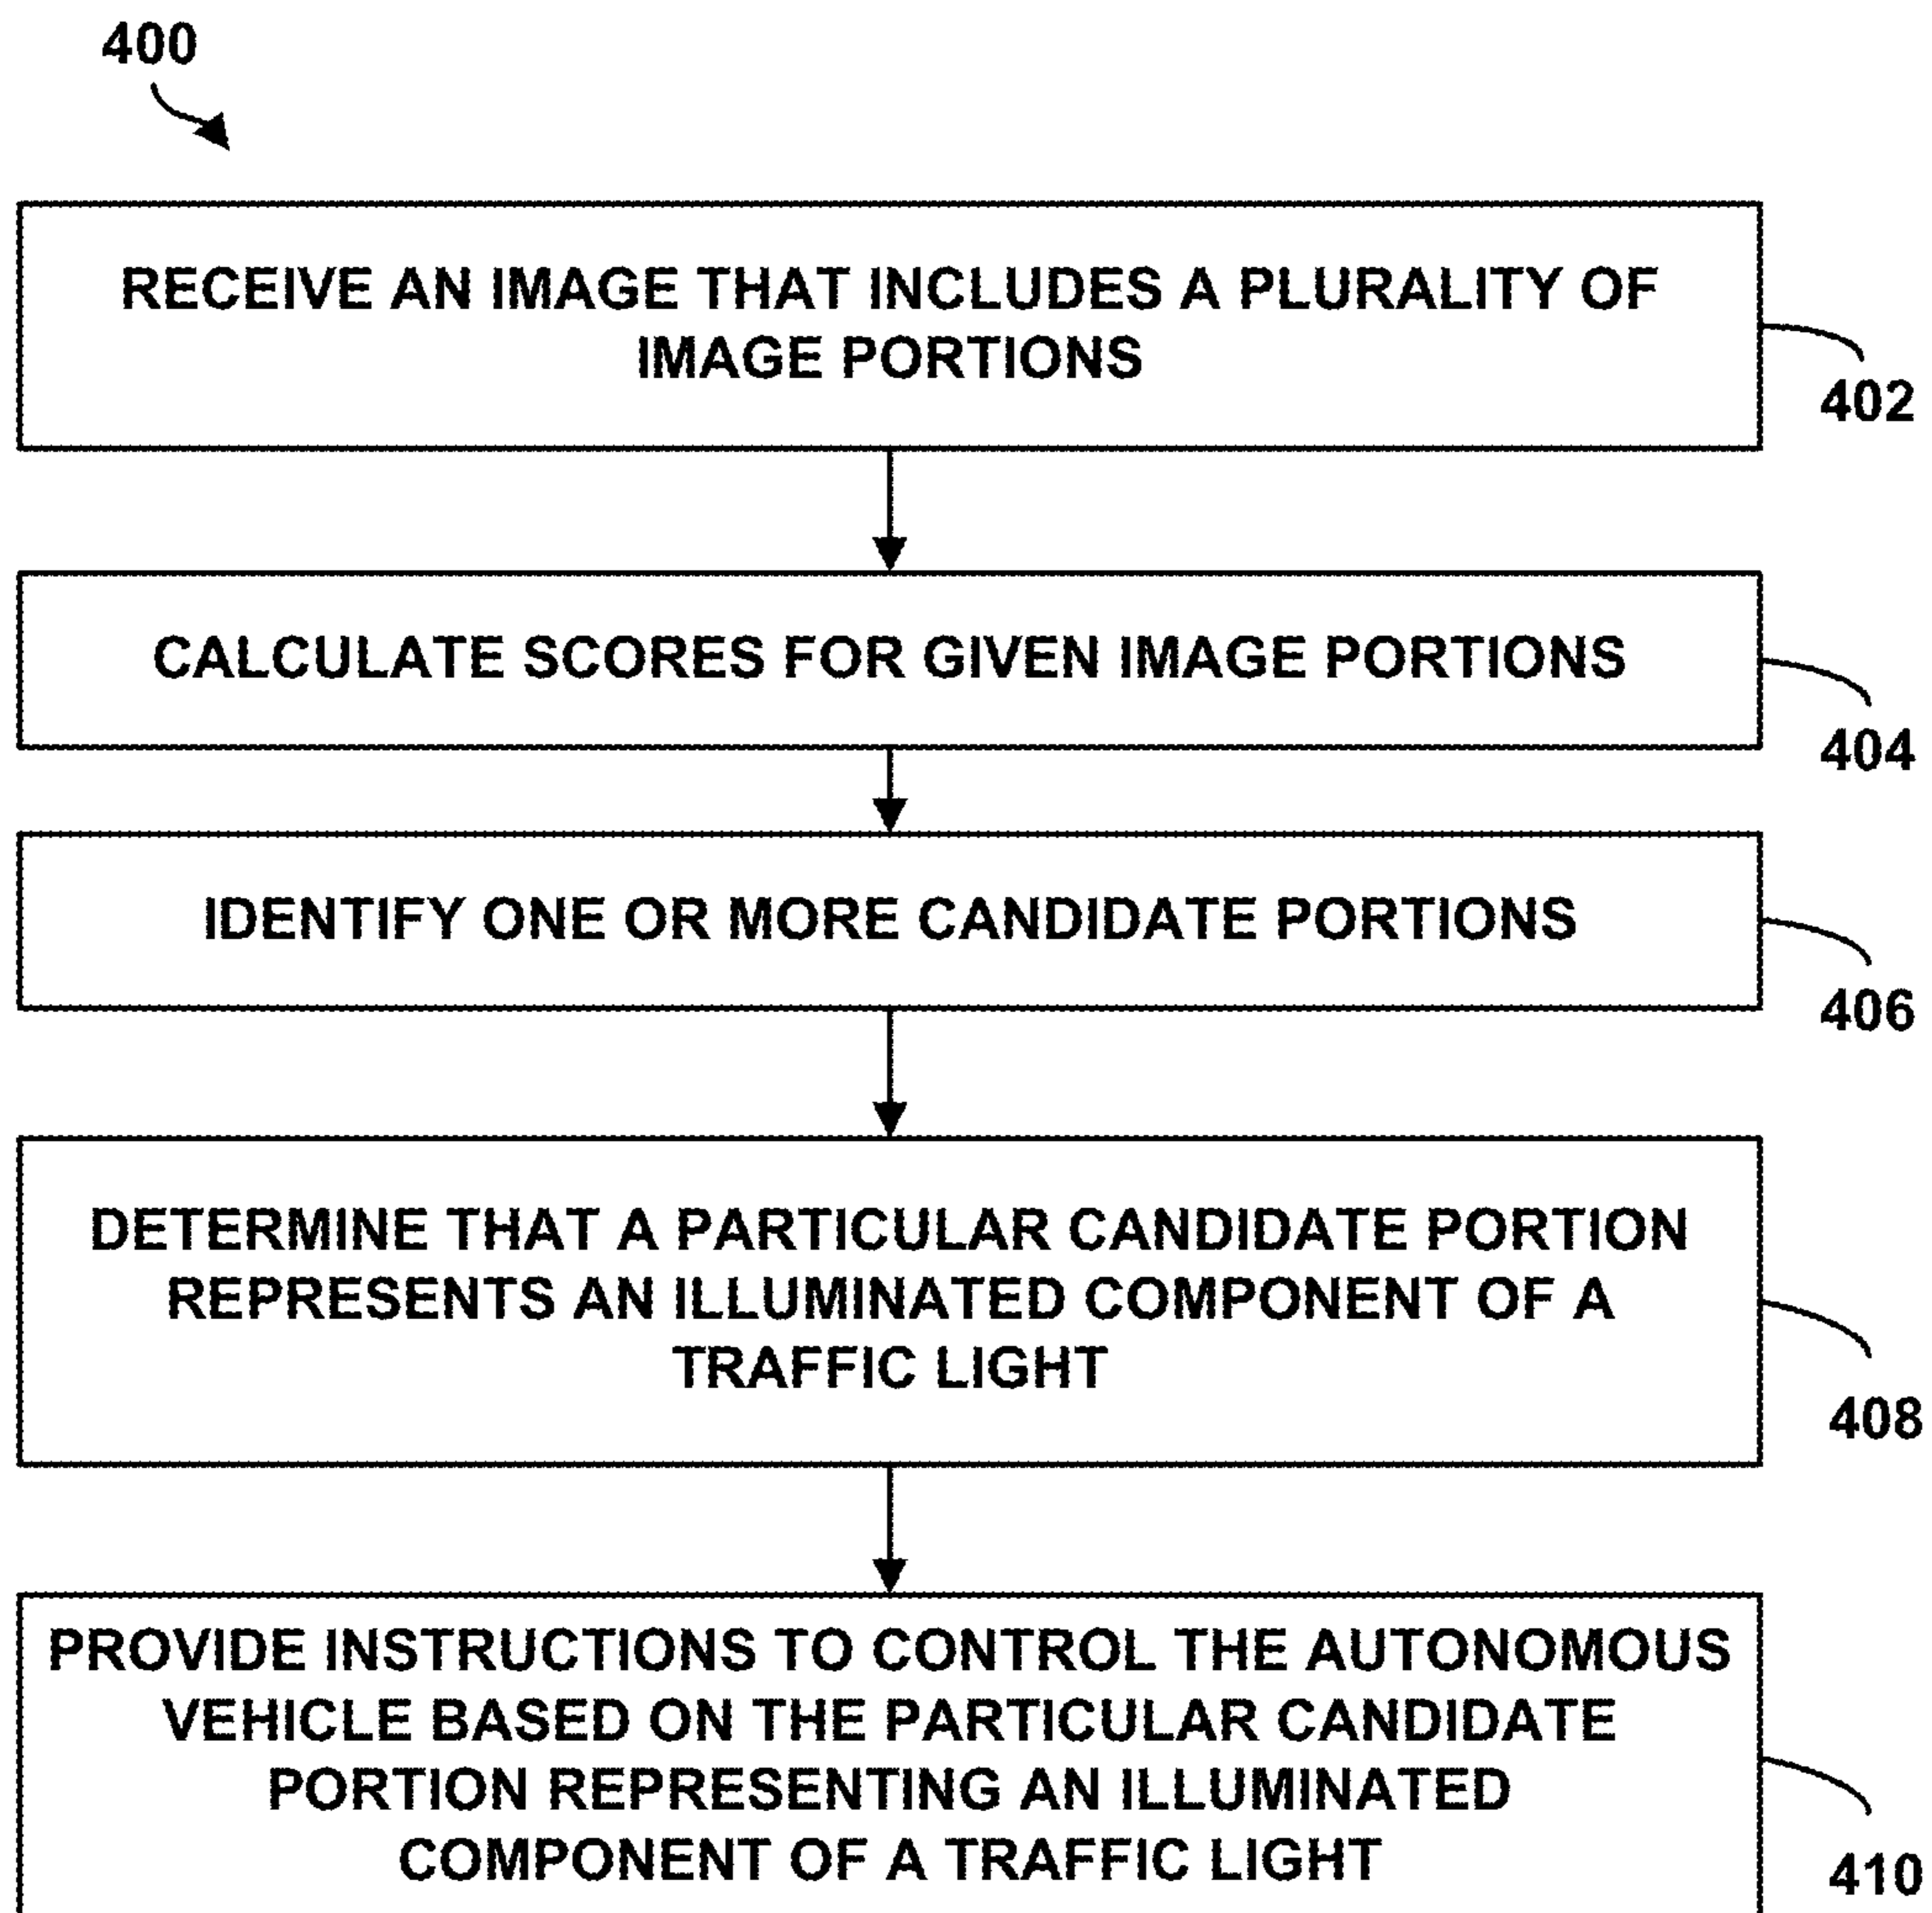 400
RECEIVE AN IMAGE THAT INCLUDES A PLURALITY OF
IMAGE PORTIONS
402
CALCULATE SCORES FOR GIVEN IMAGE PORTIONS
404
IDENTIFY ONE OR MORE CANDIDATE PORTIONS
406
DETERMINE THAT A PARTICULAR CANDIDATE PORTION
REPRESENTS AN ILLUMINATED COMPONENT OF A
TRAFFIC LIGHT
408
PROVIDE INSTRUCTIONS TO CONTROL THE AUTONOMOUS
VEHICLE BASED ON THE PARTICULAR CANDIDATE
PORTION REPRESENTING AN ILLUMINATED
COMPONENT OF A TRAFFIC LIGHT
410